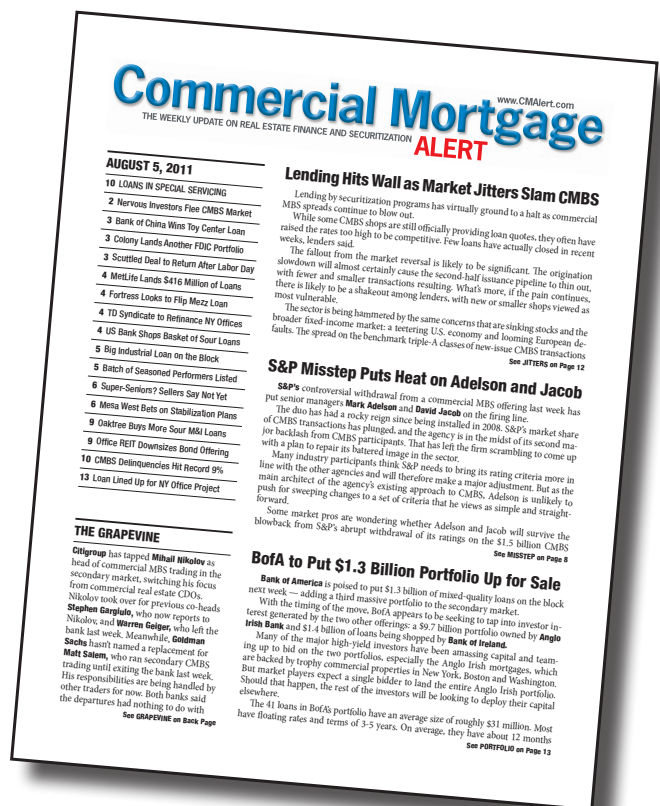 www.CMAlert.com
Commercial Mortgage
THE WEEKLY UPDATE ON REAL ESTATE FINANCE AND SECURITIZATION
ALERT
AUGUST 5, 2011
10 LOANS IN SPECIAL SERVICING
2 Nervous Investors Flee CMBS Market
3 Bank of China Wins Toy Center Loan
3 Colony Lands Another FDIC Portfolio
3 Scuttled Deal to Return After Labor Day
4 MetLife Lands $416 Million of Loans
4 Fortress Looks to Flip Mezz Loan
4 TD Syndicate to Refinance NY Offices
4 US Bank Shops Basket of Sour Loans
5 Big Industrial Loan on the Block
5 Batch of Seasoned Performers Listed
6 Super-Seniors? Sellers Say Not Yet
6 Mesa West Bets on Stabilization Plans
9 Oaktree Buys More Sour M&I Loans
9 Office REIT Downsizes Bond Offering
10 CMBS Delinquencies Hit Record 9%
13 Loan Lined Up for NY Office Project
THE GRAPEVINE
Citigroup has tapped Mihail Nikolov as
head of commercial MBS trading in the
secondary market, switching his focus
from commercial real estate CDOs.
Nikolov took over for previous co-heads
Stephen Gargiulo, who now reports to
Nikolov, and Warren Geiger, who left the
bank last week. Meanwhile, Goldman
Sachs hasn't named a replacement for
Matt Salem, who ran secondary CMBS
trading until exiting the bank last week.
His responsibilities are being handled by
other traders for now. Both banks said
the departures had nothing to do with
See GRAPEVINE on Back Page
Lending Hits Wall as Market Jitters Slam CMBS
Lending by securitization programs has virtually ground to a halt as commercial
MBS spreads continue to blow out.
While some CMBS shops are still officially providing loan quotes, they often have
raised the rates too high to be competitive. Few loans have actually closed in recent
weeks, lenders said.
The fallout from the market reversal is likely to be significant. The origination
slowdown will almost certainly cause the second-half issuance pipeline to thin out,
with fewer and smaller transactions resulting. What's more, if the pain continues,
there is likely to be a shakeout among lenders, with new or smaller shops viewed as
most vulnerable.
The sector is being hammered by the same concerns that are sinking stocks and the
broader fixed-income market: a teetering U.S. economy and looming European de-
faults. The spread on the benchmark triple-A classes of new-issue CMBS transactions
See JITTERS on Page 12
S&P Misstep Puts Heat on Adelson and Jacob
S&P's controversial withdrawal from a commercial MBS offering last week has
put senior managers Mark Adelson and David Jacob on the firing line.
The duo has had a rocky reign since being installed in 2008. S&P's market share
of CMBS transactions has plunged, and the agency is in the midst of its second ma-
jor backlash from CMBS participants. That has left the firm scrambling to come up
with a plan to repair its battered image in the sector.
Many industry participants think S&P needs to bring its rating criteria more in
line with the other agencies and will therefore make a major adjustment. But as the
main architect of the agency's existing approach to CMBS, Adelson is unlikely to
push for sweeping changes to a set of criteria that he views as simple and straight-
forward.
Some market pros are wondering whether Adelson and Jacob will survive the
blowback from S&P's abrupt withdrawal of its ratings on the $1.5 billion CMBS
See MISSTEP on Page 8
BofA to Put $1.3 Billion Portfolio Up for Sale
Bank of America is poised to put $1.3 billion of mixed-quality loans on the block
next week — adding a third massive portfolio to the secondary market.
With the timing of the move, BofA appears to be seeking to tap into investor in-
terest generated by the two other offerings: a $9.7 billion portfolio owned by Anglo
Irish Bank and $1.4 billion of loans being shopped by Bank of Ireland.
Many of the major high-yield investors have been amassing capital and team-
ing up to bid on the two portfolios, especially the Anglo Irish mortgages, which
are backed by trophy commercial properties in New York, Boston and Washington.
But market players expect a single bidder to land the entire Anglo Irish portfolio.
Should that happen, the rest of the investors will be looking to deploy their capital
elsewhere.
The 41 loans in BofA's portfolio have an average size of roughly $31 million. Most
have floating rates and terms of 3-5 years. On average, they have about 12 months
See PORTFOLIO on Page 13